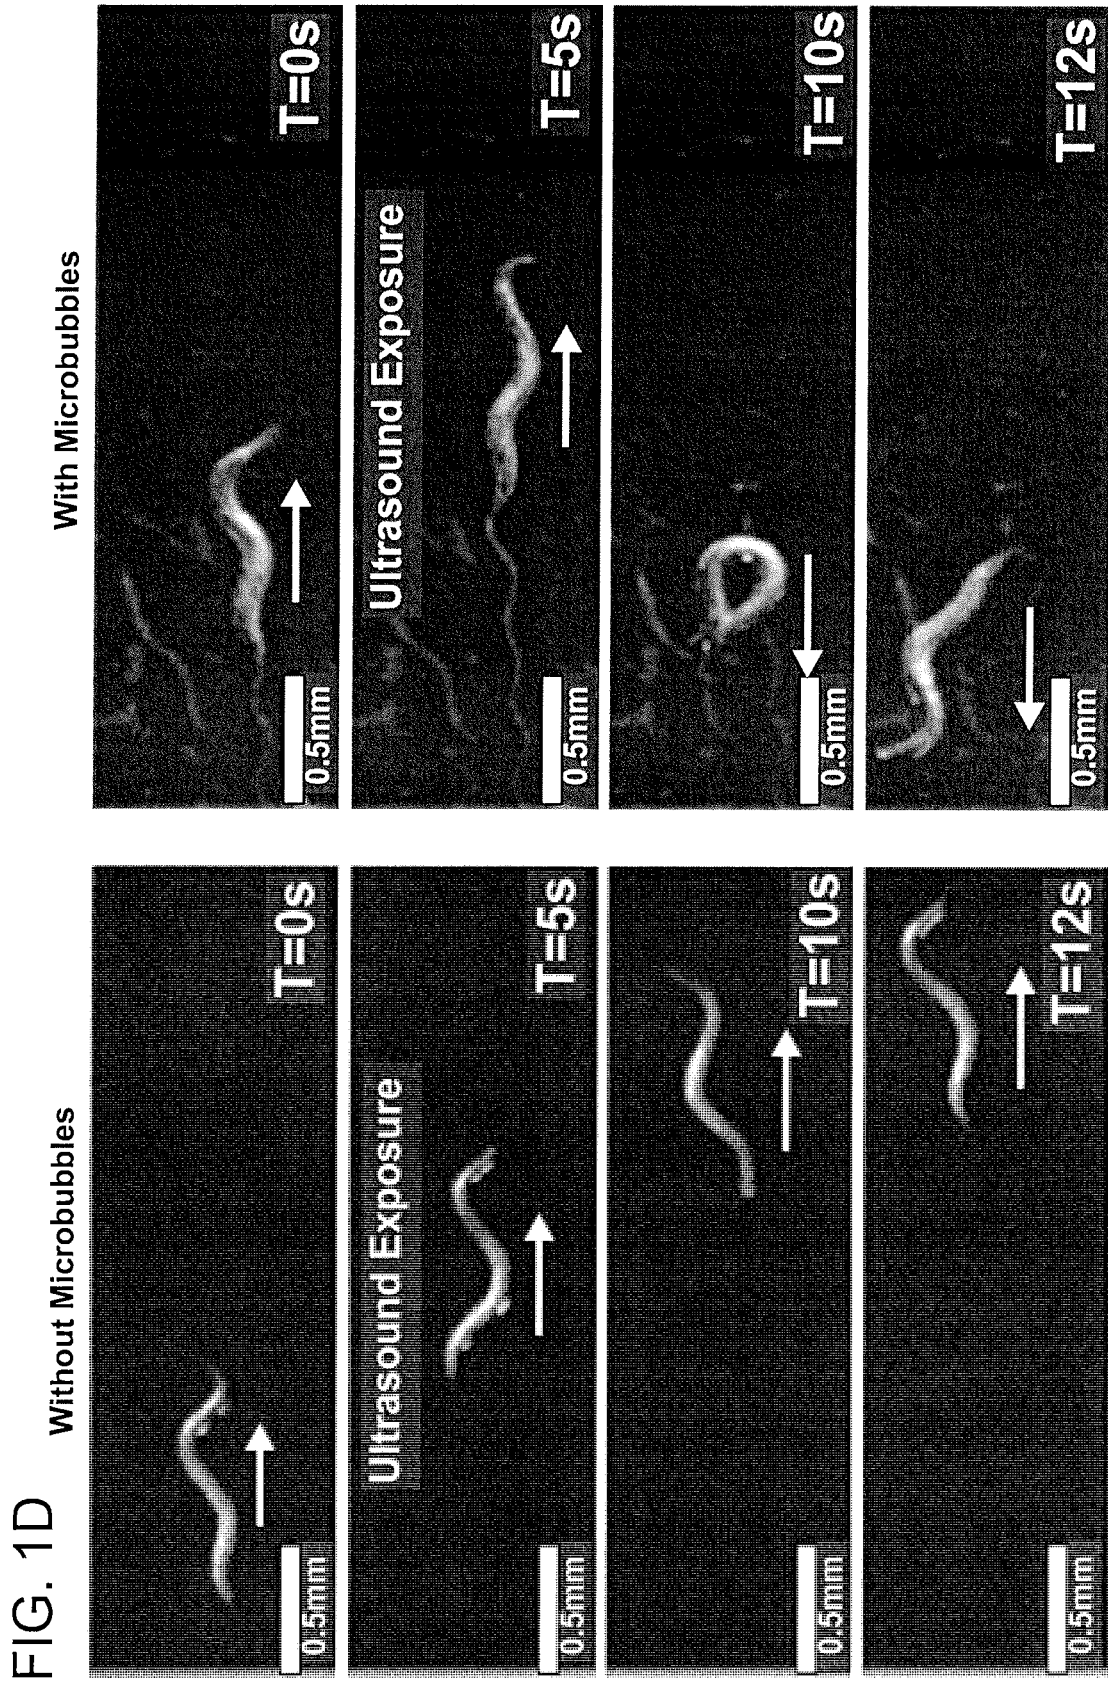 FIG. 1D
Without Microbubbles
T=0s
0.5mm
Ultrasound Exposure
T=5s
0.5mm
T=10s
0.5mm
T=12s
0.5mm
With Microbubbles
T=0s
0.5mm
Ultrasound Exposure
T=5s
0.5mm
T=10s
0.5mm
T=12s
0.5mm